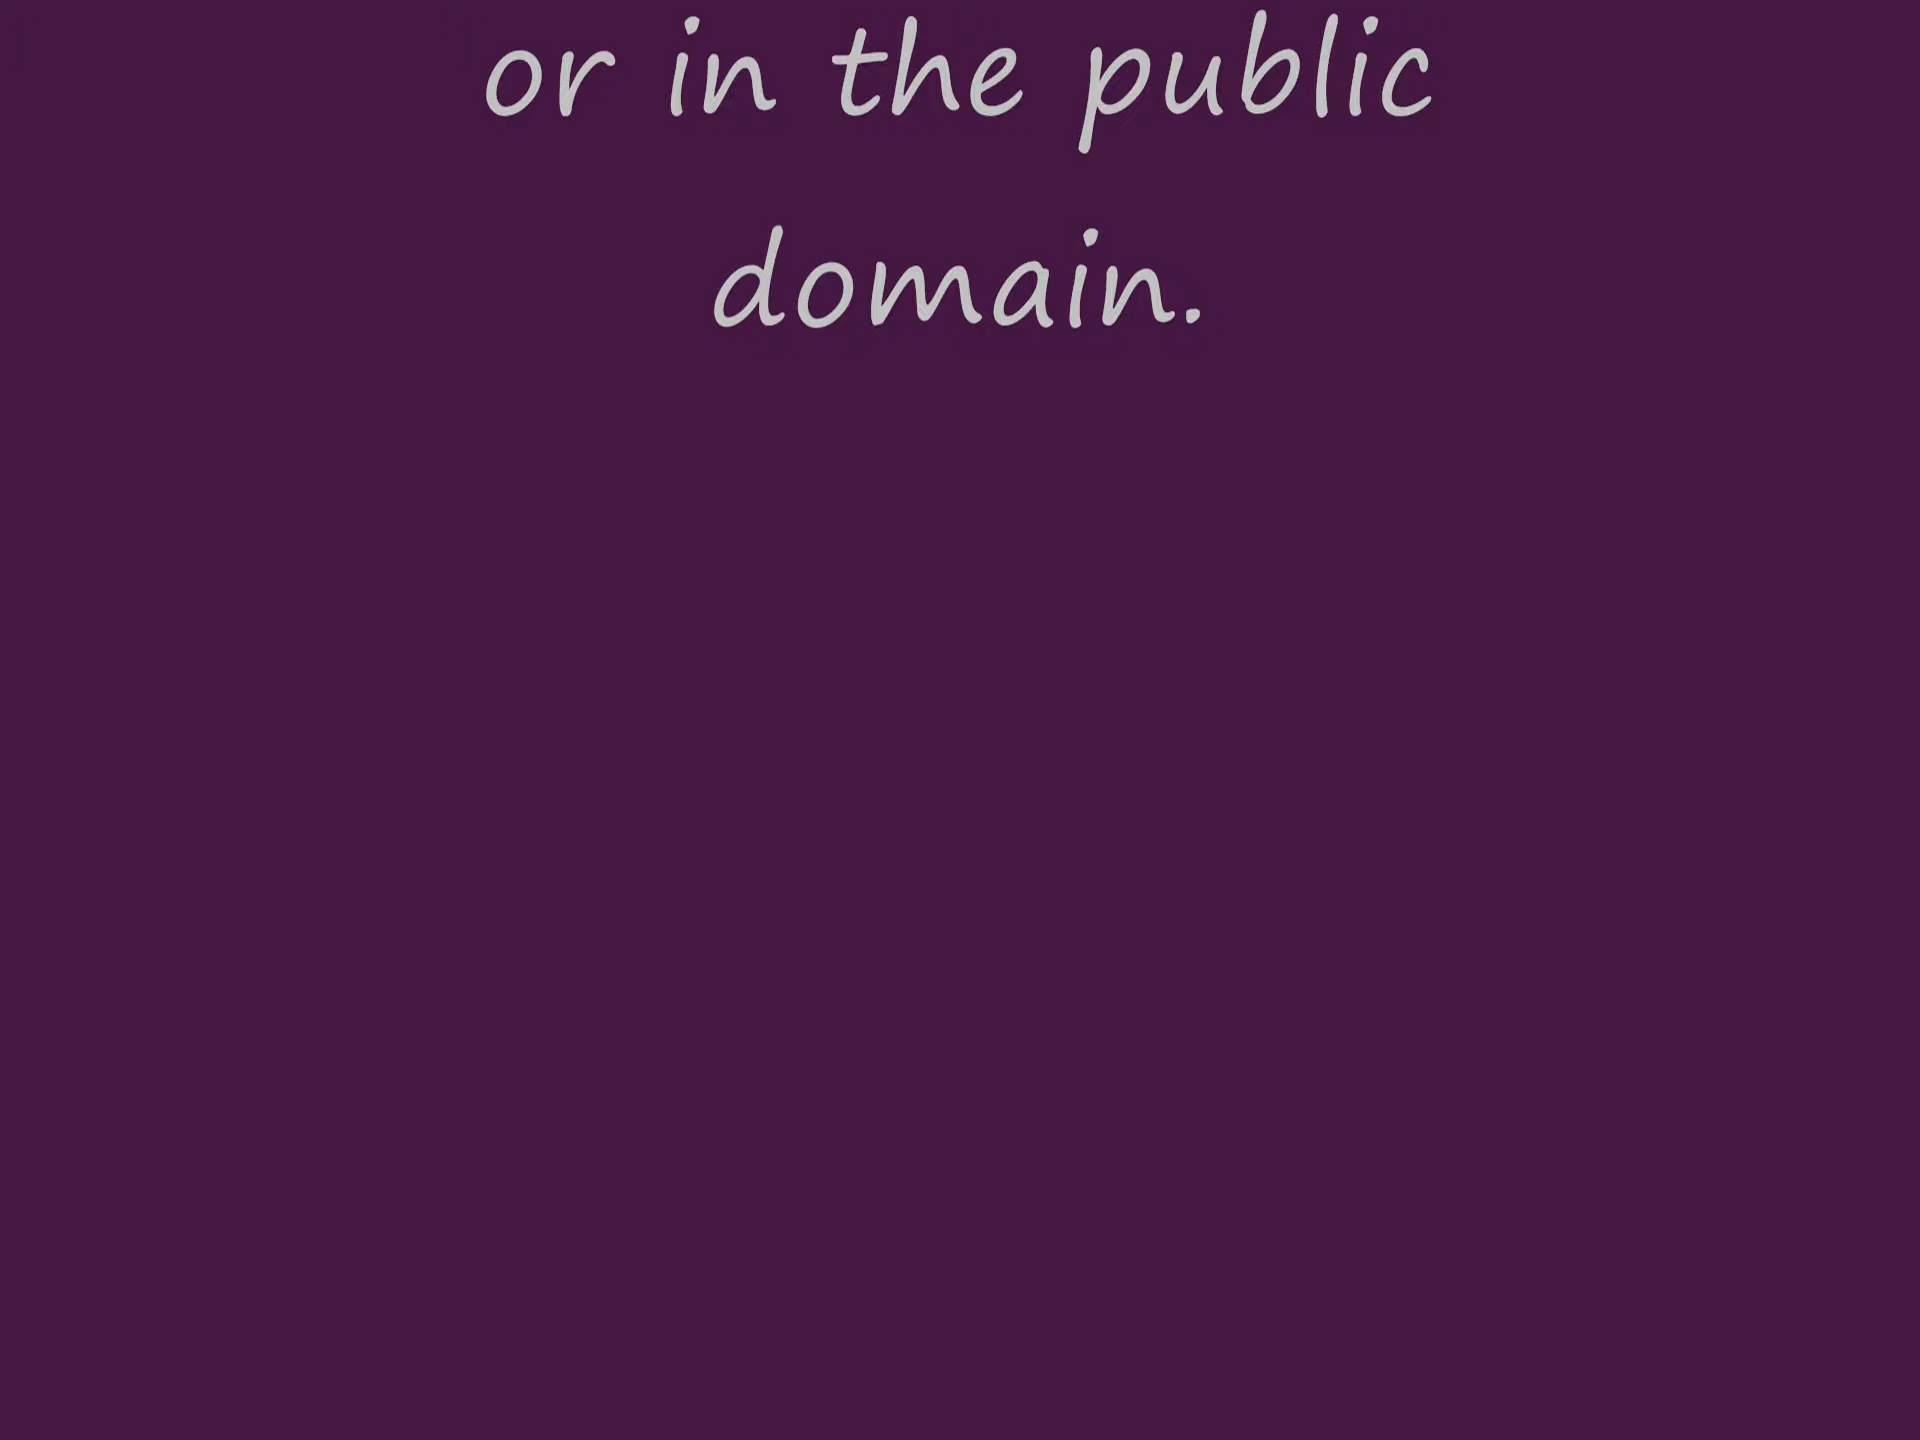 or in the public
domain.